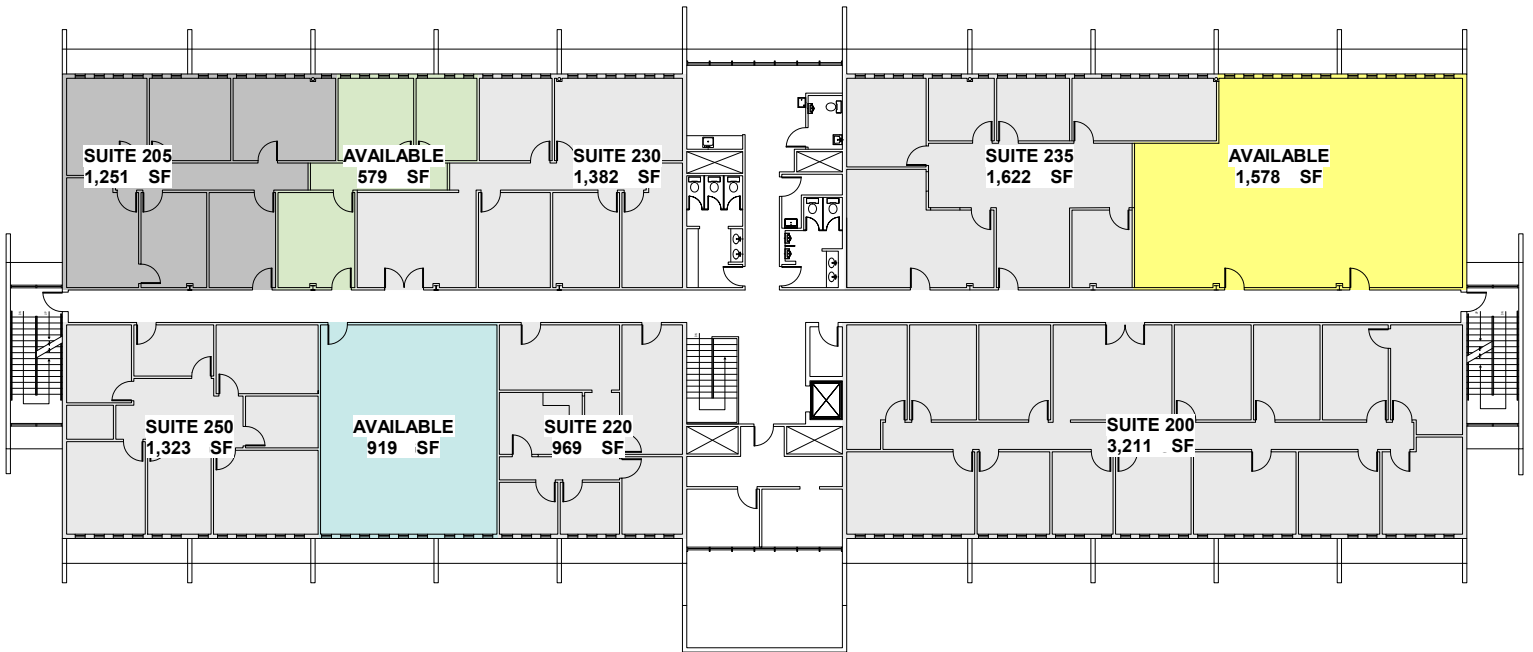 SUITE 205
1,251 SF
AVAILABLE
579 SF
SUITE 230
1,382 SF
SUITE 235
1,622 SF
AVAILABLE
1,578 SF
SUITE 250
1,323 SF
AVAILABLE
919 SF
SUITE 220
969 SF
SUITE 200
3,211 SF